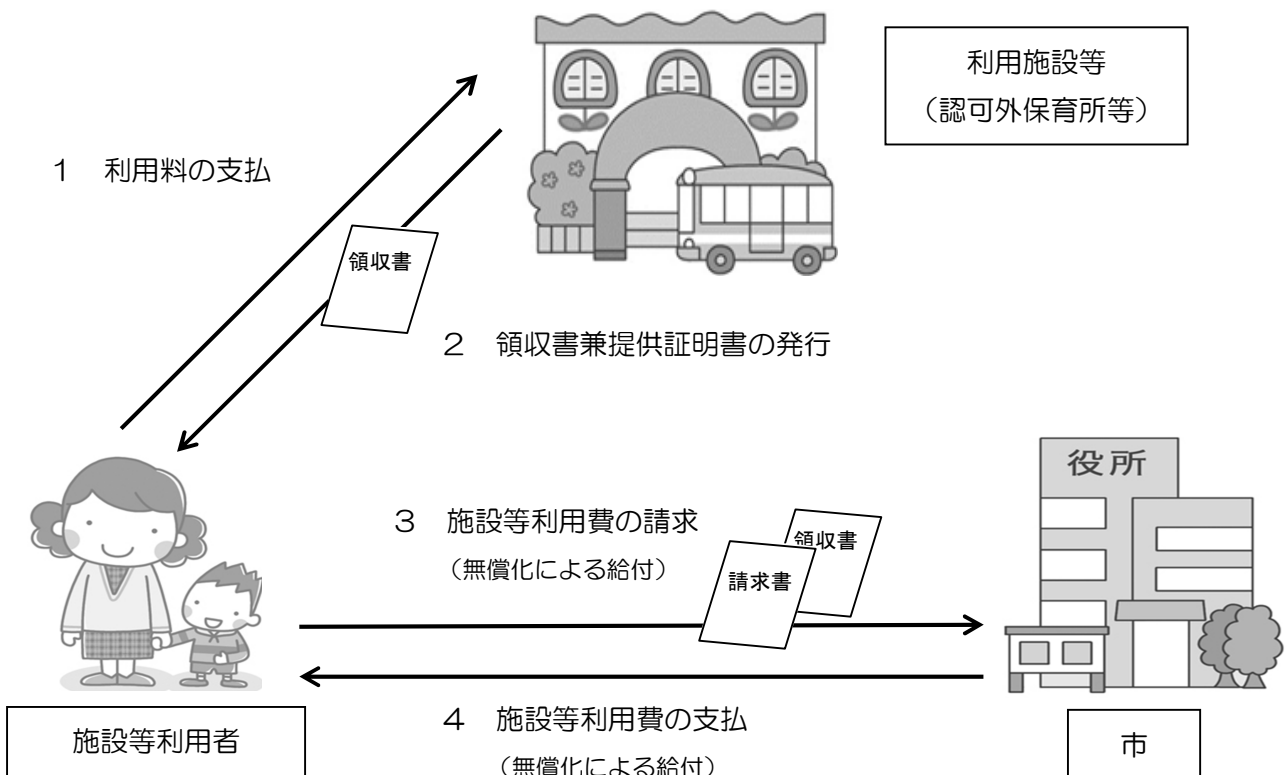 利用施設等
（認可外保育所等）
１　利用料の支払
領収書
２　領収書兼提供証明書の発行
役所
３　施設等利用費の請求
（無償化による給付）
領収書
請求書
施設等利用者
４　施設等利用費の支払
（無償化による給付）
市